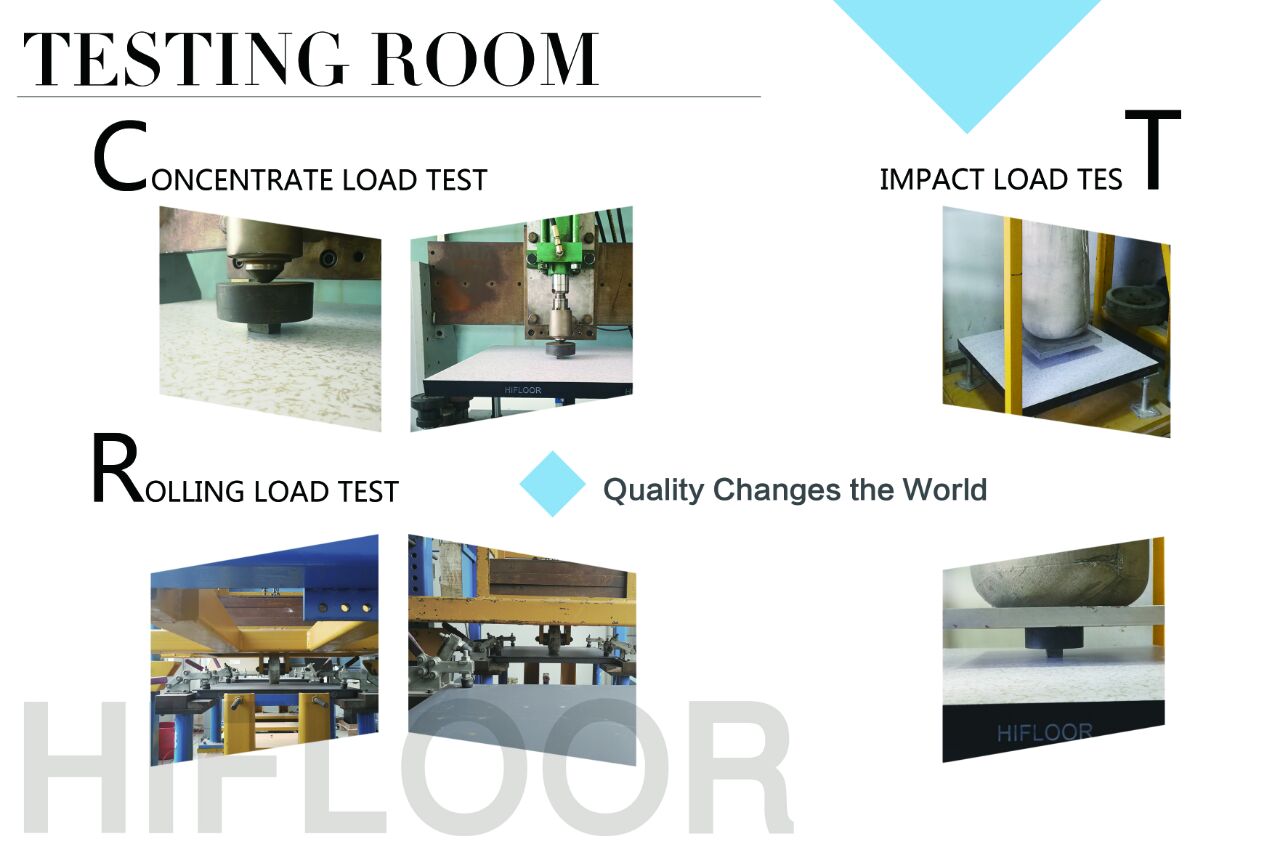 TESTING ROOM
CONCENTRATE LOAD TEST
IMPACT LOAD TEST
HIFLOOR
ROLLING LOAD TEST
Quality Changes the World
HIFLOOR
HIFLOOR